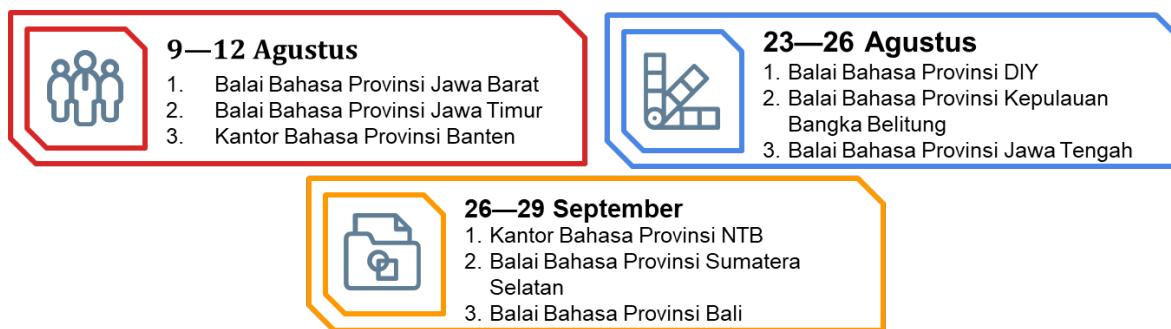 9—12 Agustus
1. Balai Bahasa Provinsi Jawa Barat
2. Balai Bahasa Provinsi Jawa Timur
3. Kantor Bahasa Provinsi Banten
23—26 Agustus
1. Balai Bahasa Provinsi DIY
2. Balai Bahasa Provinsi Kepulauan
Bangka Belitung
3. Balai Bahasa Provinsi Jawa Tengah
26—29 September
1. Kantor Bahasa Provinsi NTB
2. Balai Bahasa Provinsi Sumatera
Selatan
3. Balai Bahasa Provinsi Bali